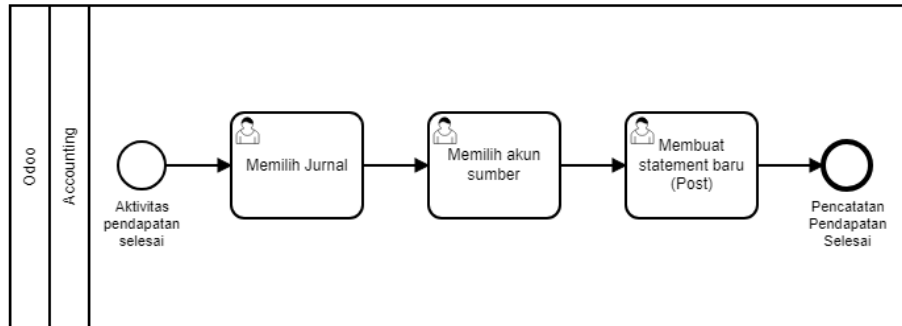 Odoo
Accounting
Aktivitas
pendapatan
selesai
Memilih Jurnal
Memilih akun
sumber
Membuat
statement baru
(Post)
Pencatatan
Pendapatan
Selesai